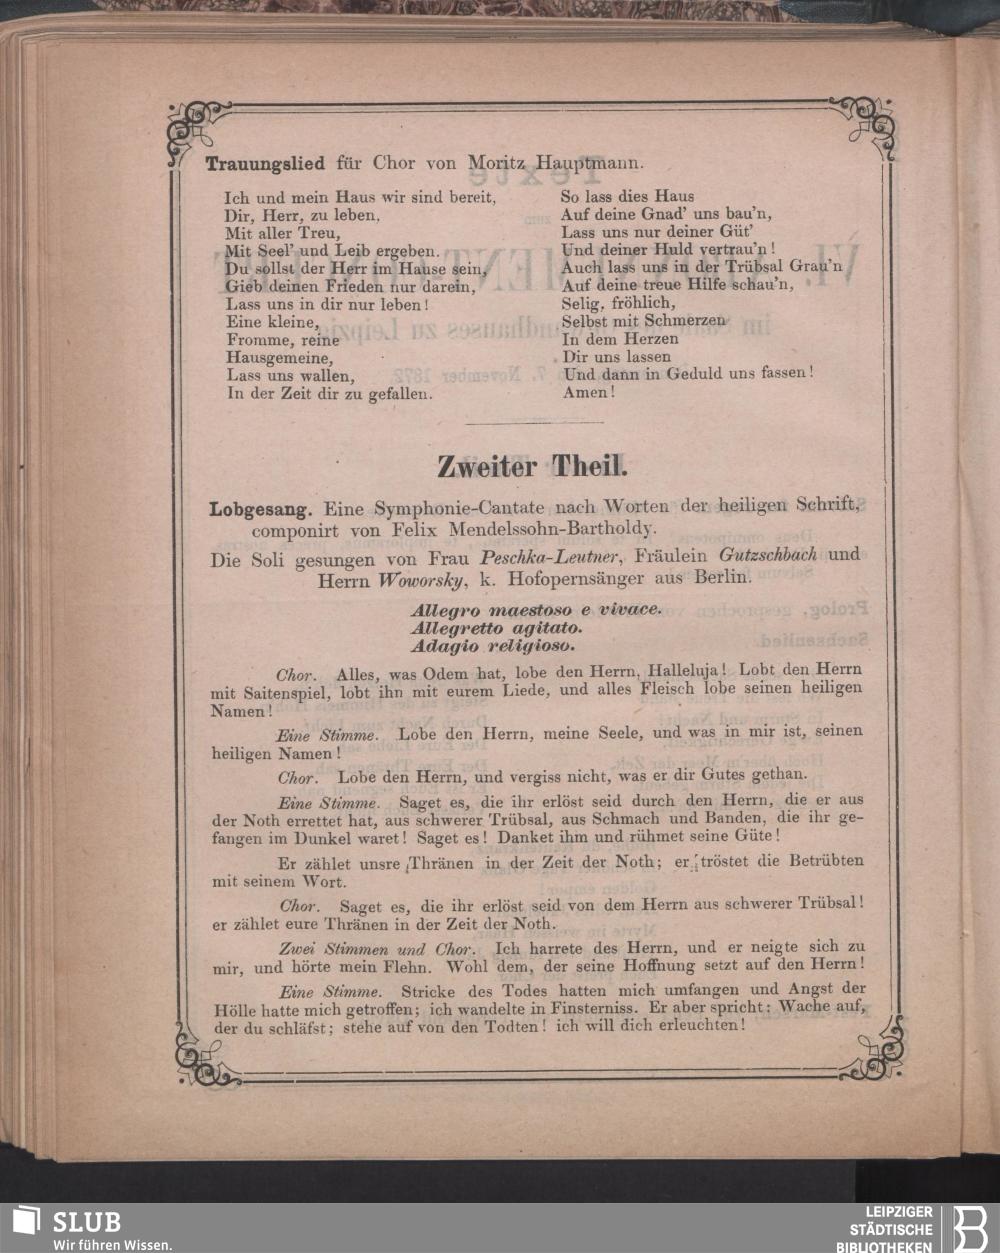 Trauungslied für Chor von Moritz Hauptmann.
Ich und mein Haus wir sind bereit,
Dir, Herr, zu leben,
Mit aller Treu,
Mit Seel' und Leib ergeben.
Du sollst der Herr im Hause sein,
Gieb deinen Frieden nur darein,
Lass uns in dir nur leben!
Eine kleine,
Fromme, reine
Hausgemeine,
Lass uns wallen,
In der Zeit dir zu gefallen.
So lass dies Haus
Auf deine Gnad' uns bau'n,
Lass uns nur deiner Güt'
Und deiner Huld vertrau'n!
Auch lass uns in der Trübsal Grau'n
Auf deine treue Hilfe schau'n,
Selig, fröhlich,
Selbst mit Schmerzen
In dem Herzen
Dir uns lassen
Und dann in Geduld uns fassen!
Amen!
Zweiter Theil.
Lobgesang. Eine Symphonie-Cantate nach Worten der heiligen Schrift,
componirt von Felix Mendelssohn-Bartholdy.
Die Soli gesungen von Frau Peschka-Leutner, Fräulein Gutzschbach und
Herrn Woworsky, k. Hofopernsänger aus Berlin.
Allegro maestoso e vivace.
Allegretto agitato.
Adagio religioso.
Chor. Alles, was Odem hat, lobe den Herrn, Halleluja! Lobt den Herrn
mit Saitenspiel, lobt ihn mit eurem Liede, und alles Fleisch lobe seinen heiligen
Namen!
Eine Stimme. Lobe den Herrn, meine Seele, und was in mir ist, seinen
heiligen Namen!
Chor. Lobe den Herrn, und vergiss nicht, was er dir Gutes gethan.
Eine Stimme. Saget es, die ihr erlöst seid durch den Herrn, die er aus
der Noth errettet hat, aus schwerer Trübsal, aus Schmach und Banden, die ihr ge-
fangen im Dunkel waret! Saget es! Danket ihm und rühmet seine Güte!
Er zählet unsre Thränen in der Zeit der Noth; er tröstet die Betrübten
mit seinem Wort.
Chor. Saget es, die ihr erlöst seid von dem Herrn aus schwerer Trübsal!
er zählet eure Thränen in der Zeit der Noth.
Zwei Stimmen und Chor. Ich harrete des Herrn, und er neigte sich zu
mir, und hörte mein Flehn. Wohl dem, der seine Hoffnung setzt auf den Herrn!
Eine Stimme. Stricke des Todes hatten mich umfangen und Angst der
Hölle hatte mich getroffen; ich wandelte in Finsterniss. Er aber spricht: Wache auf,
der du schläfst; stehe auf von den Todten! ich will dich erleuchten!
SLUB
Wir führen Wissen.
LEIPZIGER
STÄDTISCHE
BIBLIOTHEKEN